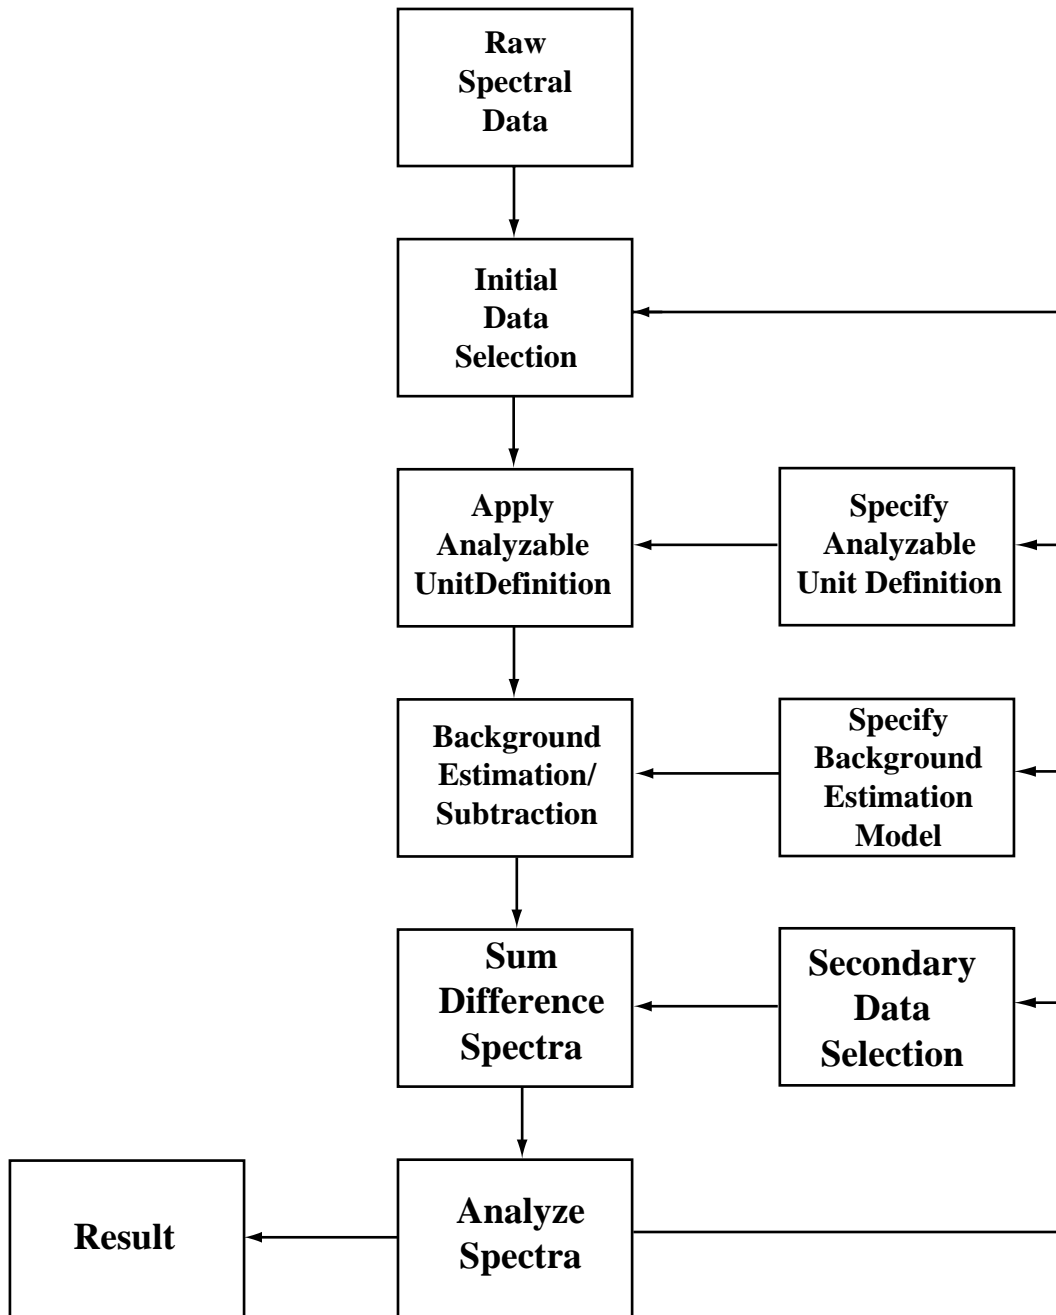 Raw
Spectral
Data
Initial
Data
Selection
Apply
Analyzable
UnitDefinition
Specify
Analyzable
Unit Definition
Background
Estimation/
Subtraction
Specify
Background
Estimation
Model
Sum
Difference
Spectra
Secondary
Data
Selection
Result
Analyze
Spectra